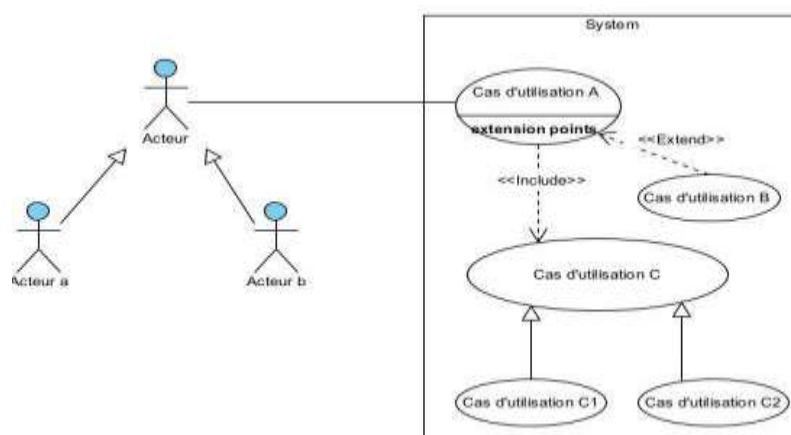 System
Cas d'utilisation A
extension points
Acteur
<<Extend>>
<<Include>>
Cas d'utilisation B
Acteur a
Acteur b
Cas d'utilisation C
Cas d'utilisation C1
Cas d'utilisation C2